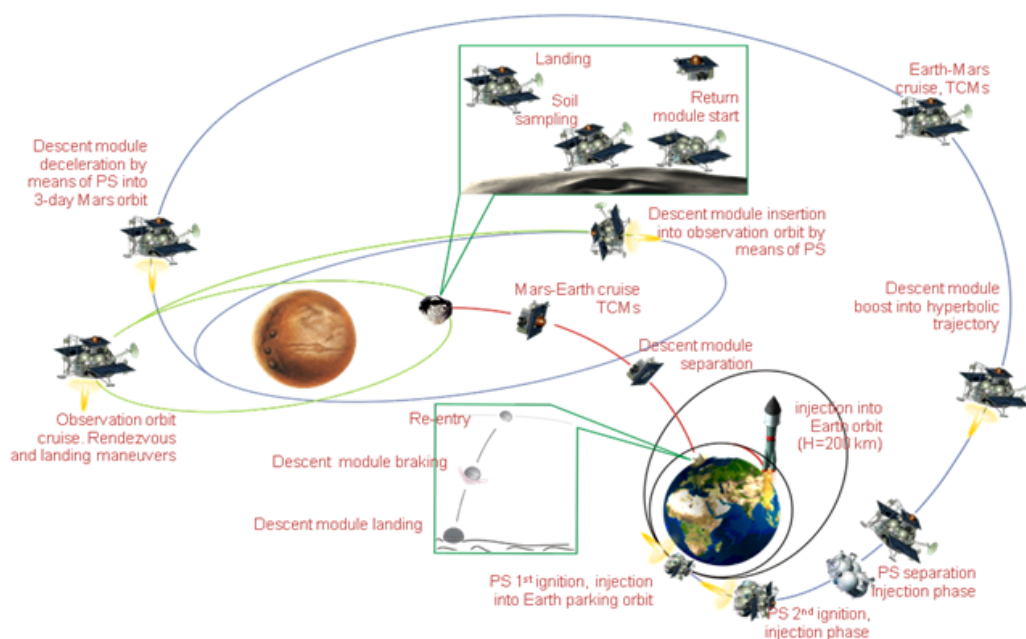 Landing
Soil
sampling
Return
module start
Earth-Mars
cruise, TCMs
Descent module
deceleration by
means of PS into
3-day Mars orbit
Descent module insertion
into observation orbit by
means of PS
Mars-Earth cruise
TCMs
Descent module
boost into hyperbolic
trajectory
Descent module
separation
Observation orbit
cruise. Rendezvous
and landing maneuvers
Re-entry
injection into
Earth orbit
(H=200 km)
Descent module braking
Descent module landing
PS 1st ignition, injection
into Earth parking orbit
PS separation
Injection phase
PS 2nd ignition,
injection phase